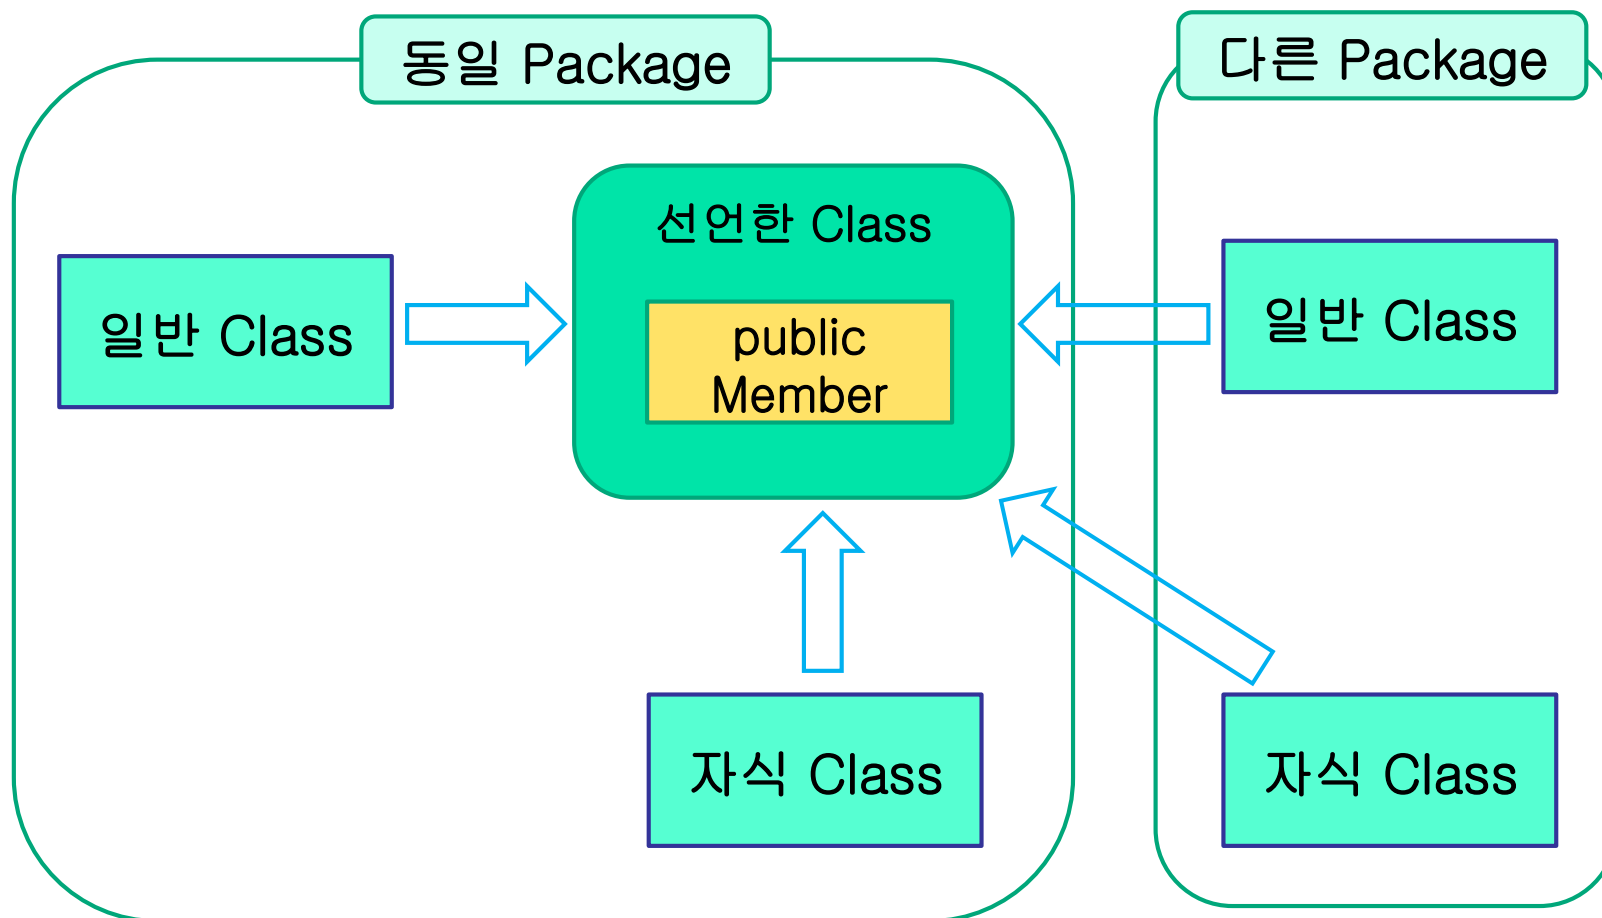 동일 Package
다른 Package
선언한 Class
일반 Class
public
Member
일반 Class
자식 Class
자식 Class